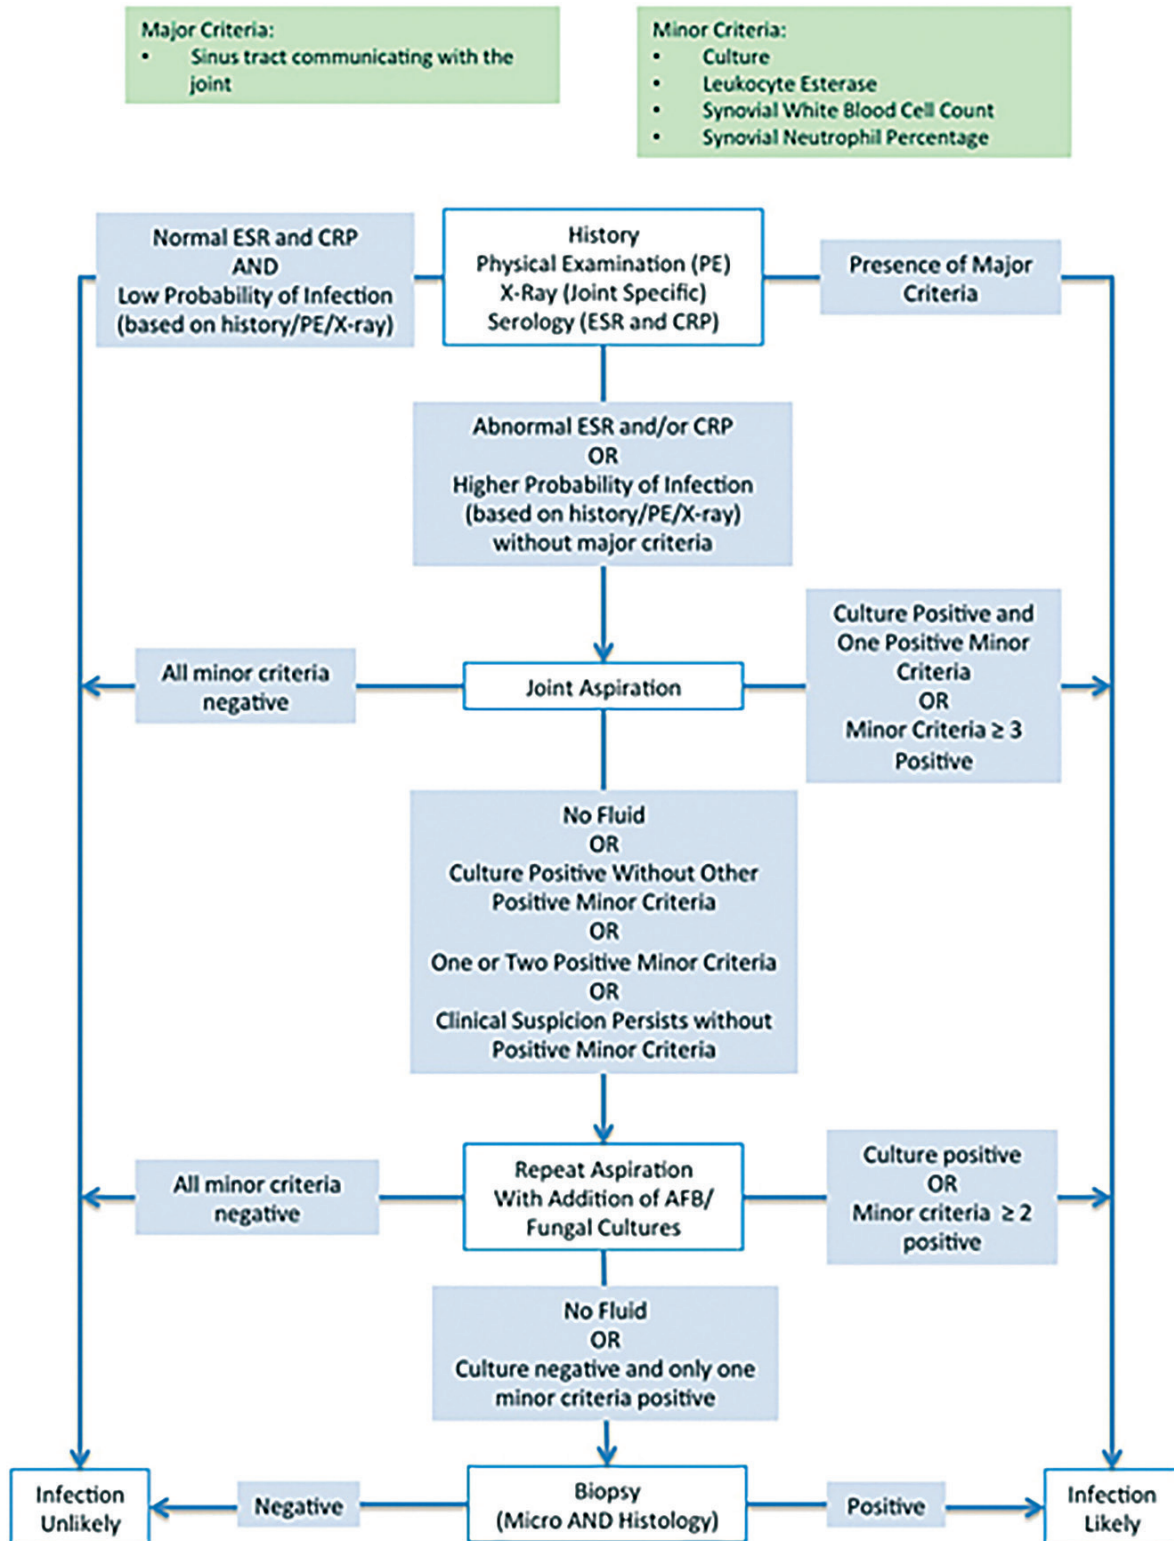 Major Criteria:
• Sinus tract communicating with the
joint
Minor Criteria:
• Culture
• Leukocyte Esterase
• Synovial White Blood Cell Count
• Synovial Neutrophil Percentage
Normal ESR and CRP
AND
Low Probability of Infection
(based on history/PE/X-ray)
History
Physical Examination (PE)
X-Ray (Joint Specific)
Serology (ESR and CRP)
Presence of Major
Criteria
Abnormal ESR and/or CRP
OR
Higher Probability of Infection
(based on history/PE/X-ray)
without major criteria
All minor criteria
negative
Joint Aspiration
Culture Positive and
One Positive Minor
Criteria
OR
Minor Criteria ≥ 3
Positive
No Fluid
OR
Culture Positive Without Other
Positive Minor Criteria
OR
One or Two Positive Minor Criteria
OR
Clinical Suspicion Persists without
Positive Minor Criteria
All minor criteria
negative
Repeat Aspiration
With Addition of AFB/
Fungal Cultures
Culture positive
OR
Minor criteria ≥ 2
positive
No Fluid
OR
Culture negative and only one
minor criteria positive
Infection
Unlikely
Negative
Biopsy
(Micro AND Histology)
Positive
Infection
Likely